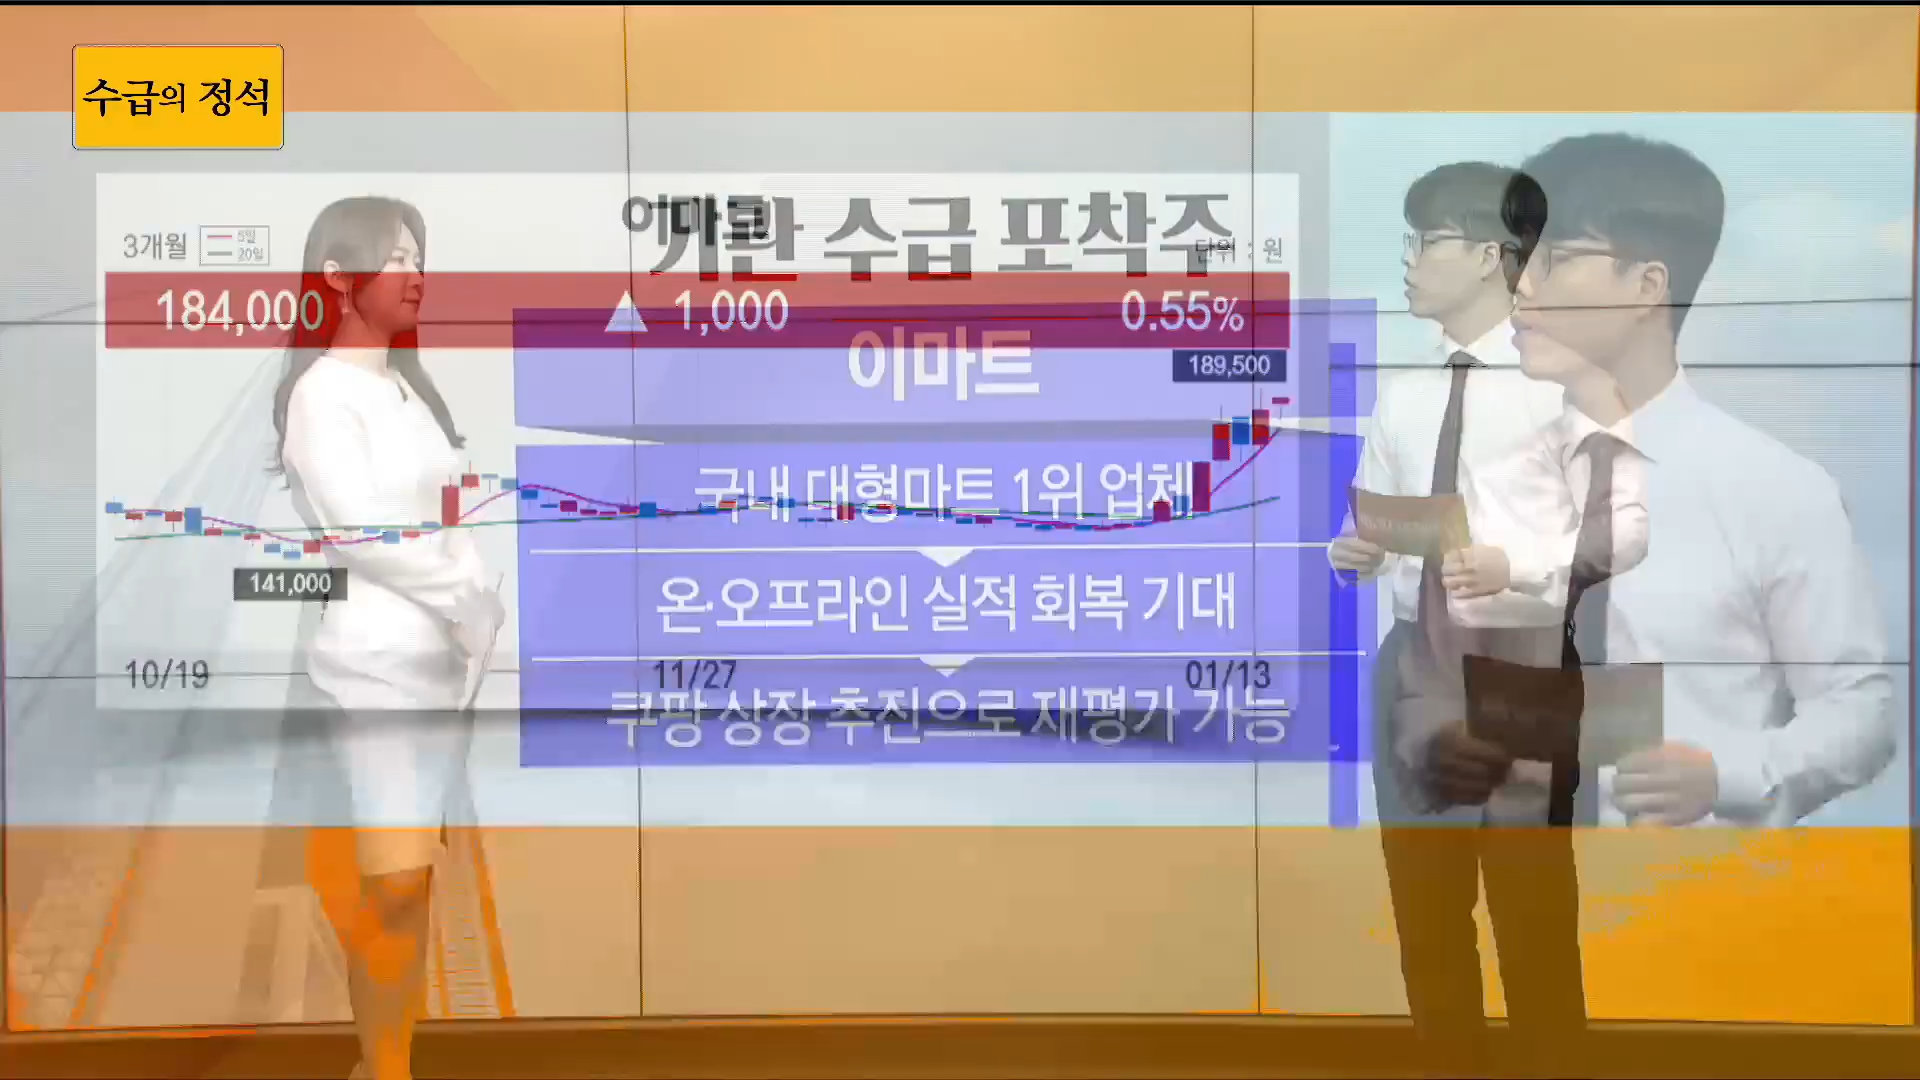 수급의 정석
이마트
기관 수급 포착주
3개월
5일
20일
단위 : 원
184,000 ▲ 1,000 0.55%
이마트
189,500
국내 대형마트 1위 업체
141,000
온·오프라인 실적 회복 기대
10/19 11/27 01/13
쿠팡 상장 추진으로 재평가 가능